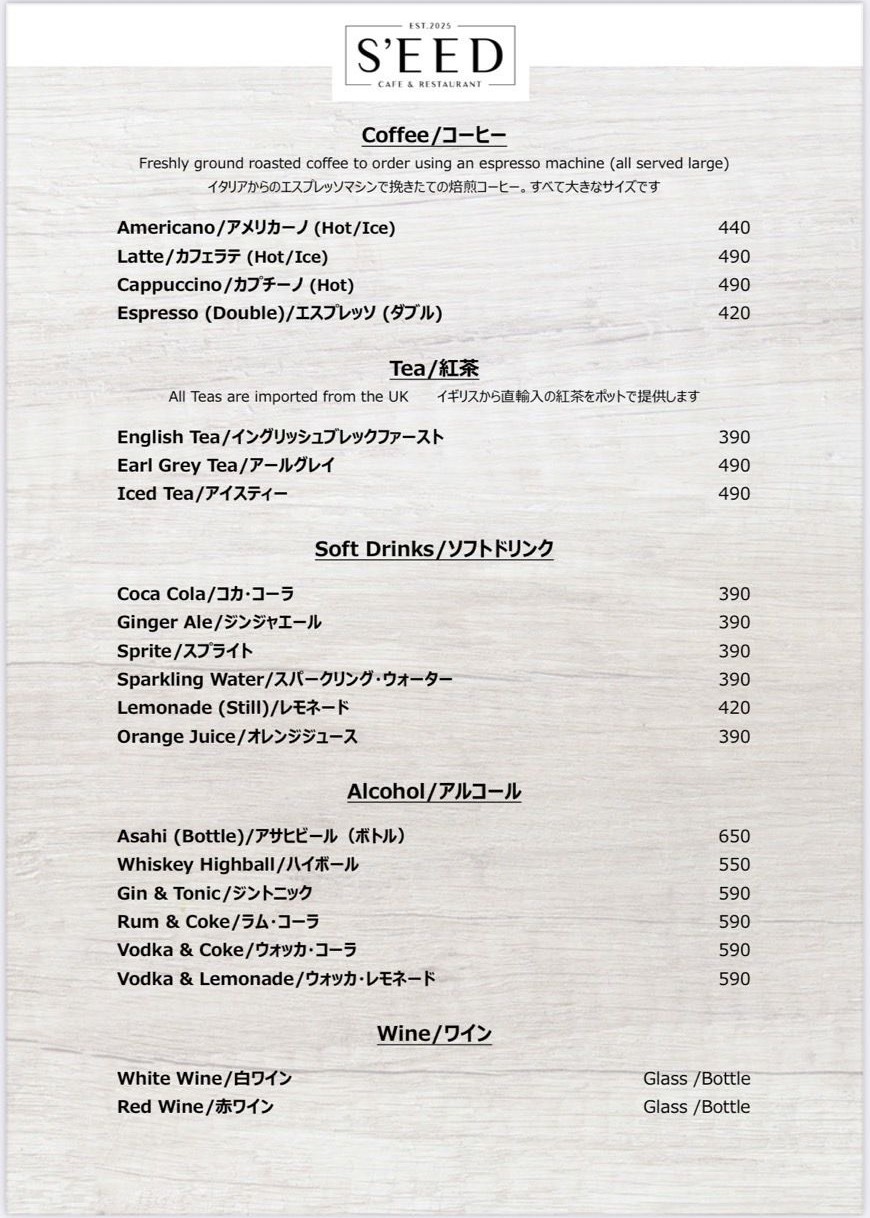 EST.2025
S'EED
CAFE & RESTAURANT
Coffee/コーヒー
Freshly ground roasted coffee to order using an espresso machine (all served large)
イタリアからのエスプレッソマシンで挽きたての焙煎コーヒー。すべて大きなサイズです
Americano/アメリカーノ (Hot/Ice) 440
Latte/カフェラテ (Hot/Ice) 490
Cappuccino/カプチーノ (Hot) 490
Espresso (Double)/エスプレッソ (ダブル) 420
Tea/紅茶
All Teas are imported from the UK イギリスから直輸入の紅茶をポットで提供します
English Tea/イングリッシュブレックファースト 390
Earl Grey Tea/アールグレイ 490
Iced Tea/アイスティー 490
Soft Drinks/ソフトドリンク
Coca Cola/コカ・コーラ 390
Ginger Ale/ジンジャエール 390
Sprite/スプライト 390
Sparkling Water/スパークリング・ウォーター 390
Lemonade (Still)/レモネード 420
Orange Juice/オレンジジュース 390
Alcohol/アルコール
Asahi (Bottle)/アサヒビール（ボトル） 650
Whiskey Highball/ハイボール 550
Gin & Tonic/ジントニック 590
Rum & Coke/ラム・コーラ 590
Vodka & Coke/ウォッカ・コーラ 590
Vodka & Lemonade/ウォッカ・レモネード 590
Wine/ワイン
White Wine/白ワイン Glass /Bottle
Red Wine/赤ワイン Glass /Bottle